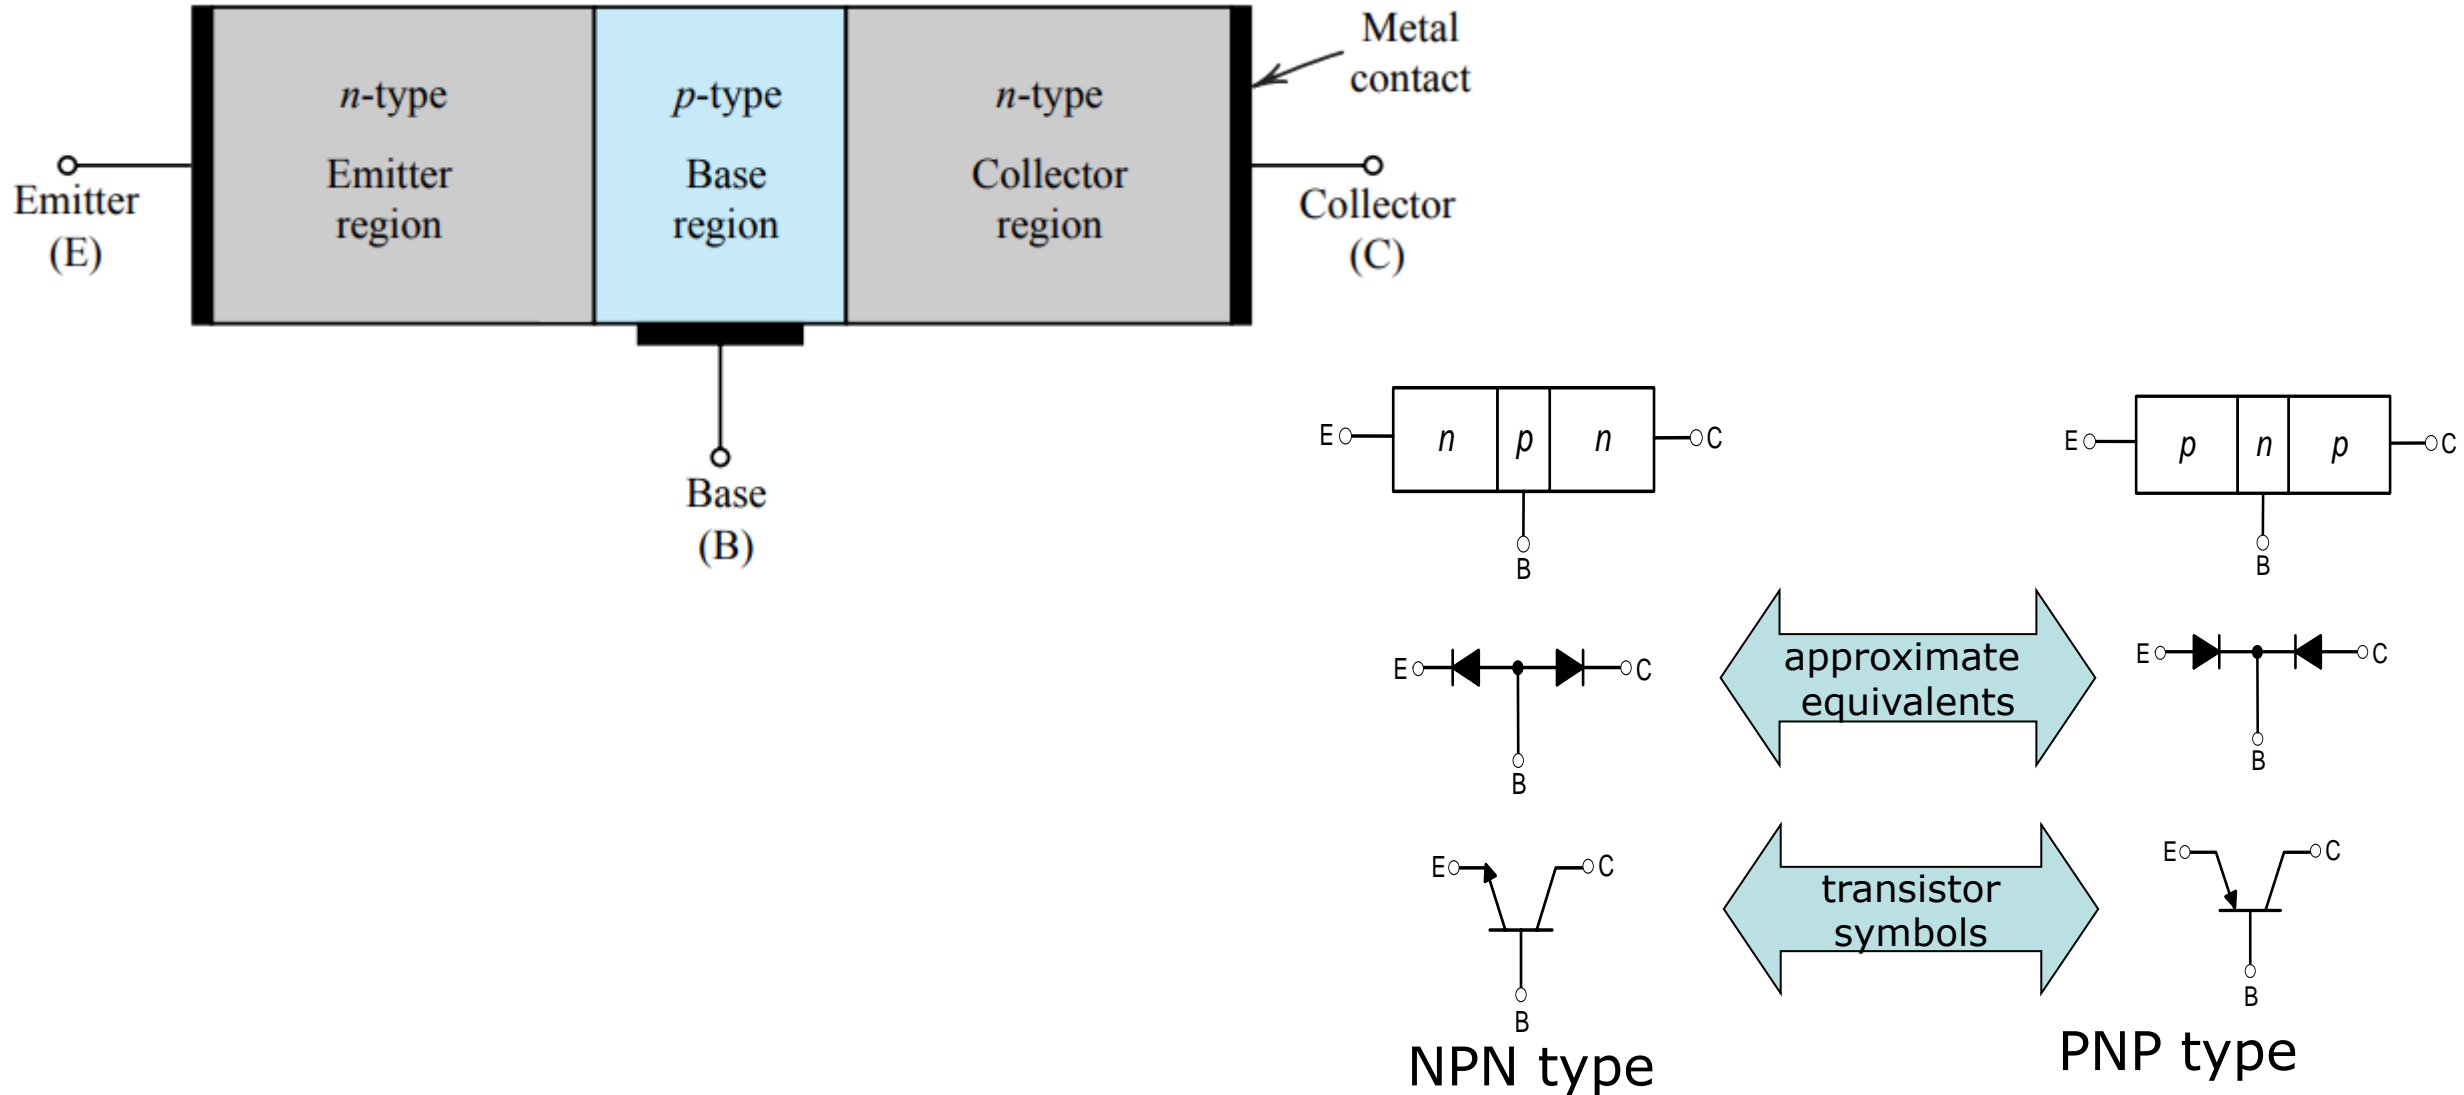 Metal
contact
n-type
p-type
n-type
Emitter
region
Base
region
Collector
region
Emitter
(E)
Collector
(C)
Base
(B)
E
n
p
n
C
B
E
p
n
p
C
B
E
C
B
approximate
equivalents
E
C
B
E
C
B
transistor
symbols
E
C
B
NPN type
PNP type